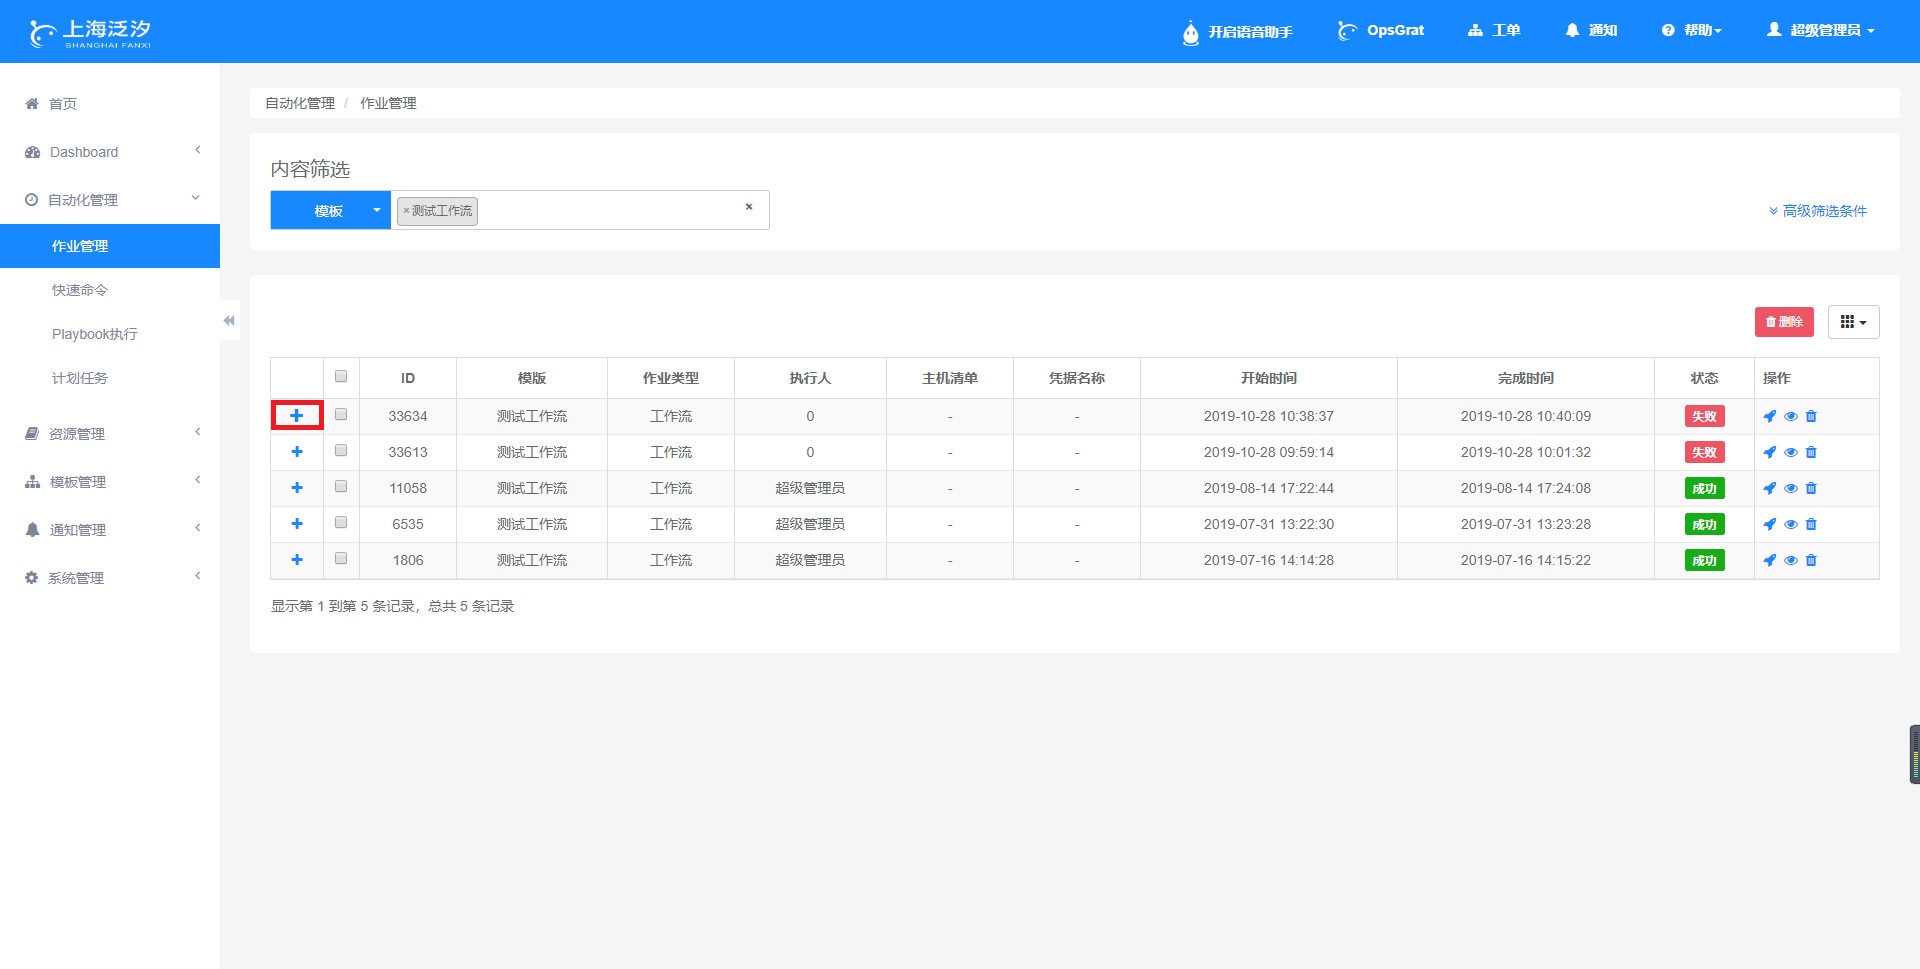 上海泛汐
SHANGHAI FANXI
开启语音助手
OpsGrat
工单
通知
帮助
超级管理员
首页
Dashboard
自动化管理
作业管理
快速命令
Playbook执行
计划任务
资源管理
模板管理
通知管理
系统管理
自动化管理 / 作业管理
内容筛选
模板 ×测试工作流 ×
高级筛选条件
删除
ID 模版 作业类型 执行人 主机清单 凭据名称 开始时间 完成时间 状态 操作
33634 测试工作流 工作流 0 - - 2019-10-28 10:38:37 2019-10-28 10:40:09 失败
33613 测试工作流 工作流 0 - - 2019-10-28 09:59:14 2019-10-28 10:01:32 失败
11058 测试工作流 工作流 超级管理员 - - 2019-08-14 17:22:44 2019-08-14 17:24:08 成功
6535 测试工作流 工作流 超级管理员 - - 2019-07-31 13:22:30 2019-07-31 13:23:28 成功
1806 测试工作流 工作流 超级管理员 - - 2019-07-16 14:14:28 2019-07-16 14:15:22 成功
显示第 1 到第 5 条记录，总共 5 条记录